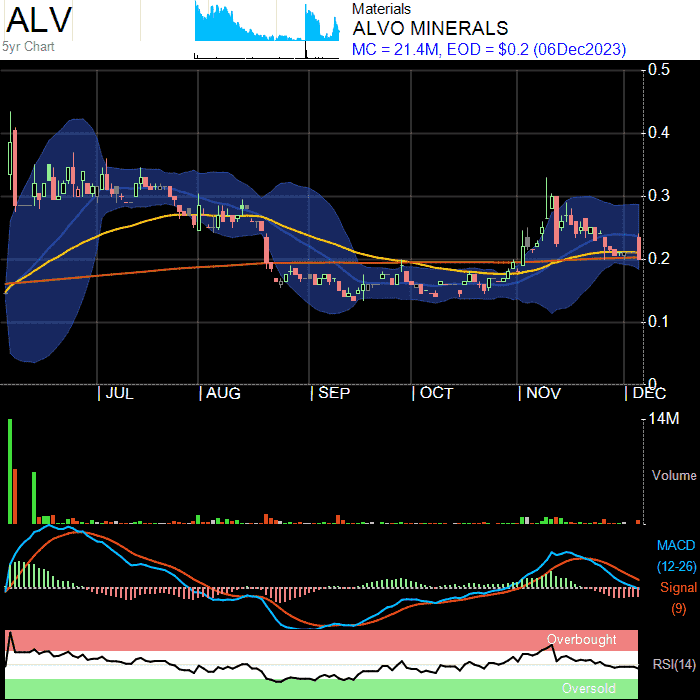 ALV
5yr Chart
Materials
ALVO MINERALS
MC = 21.4M, EOD = $0.2 (06Dec2023)
0.5
0.4
0.3
0.2
0.1
0
| JUL | AUG | SEP | OCT | NOV | DEC
14M
Volume
MACD
(12-26)
Signal
(9)
Overbought
RSI(14)
Oversold